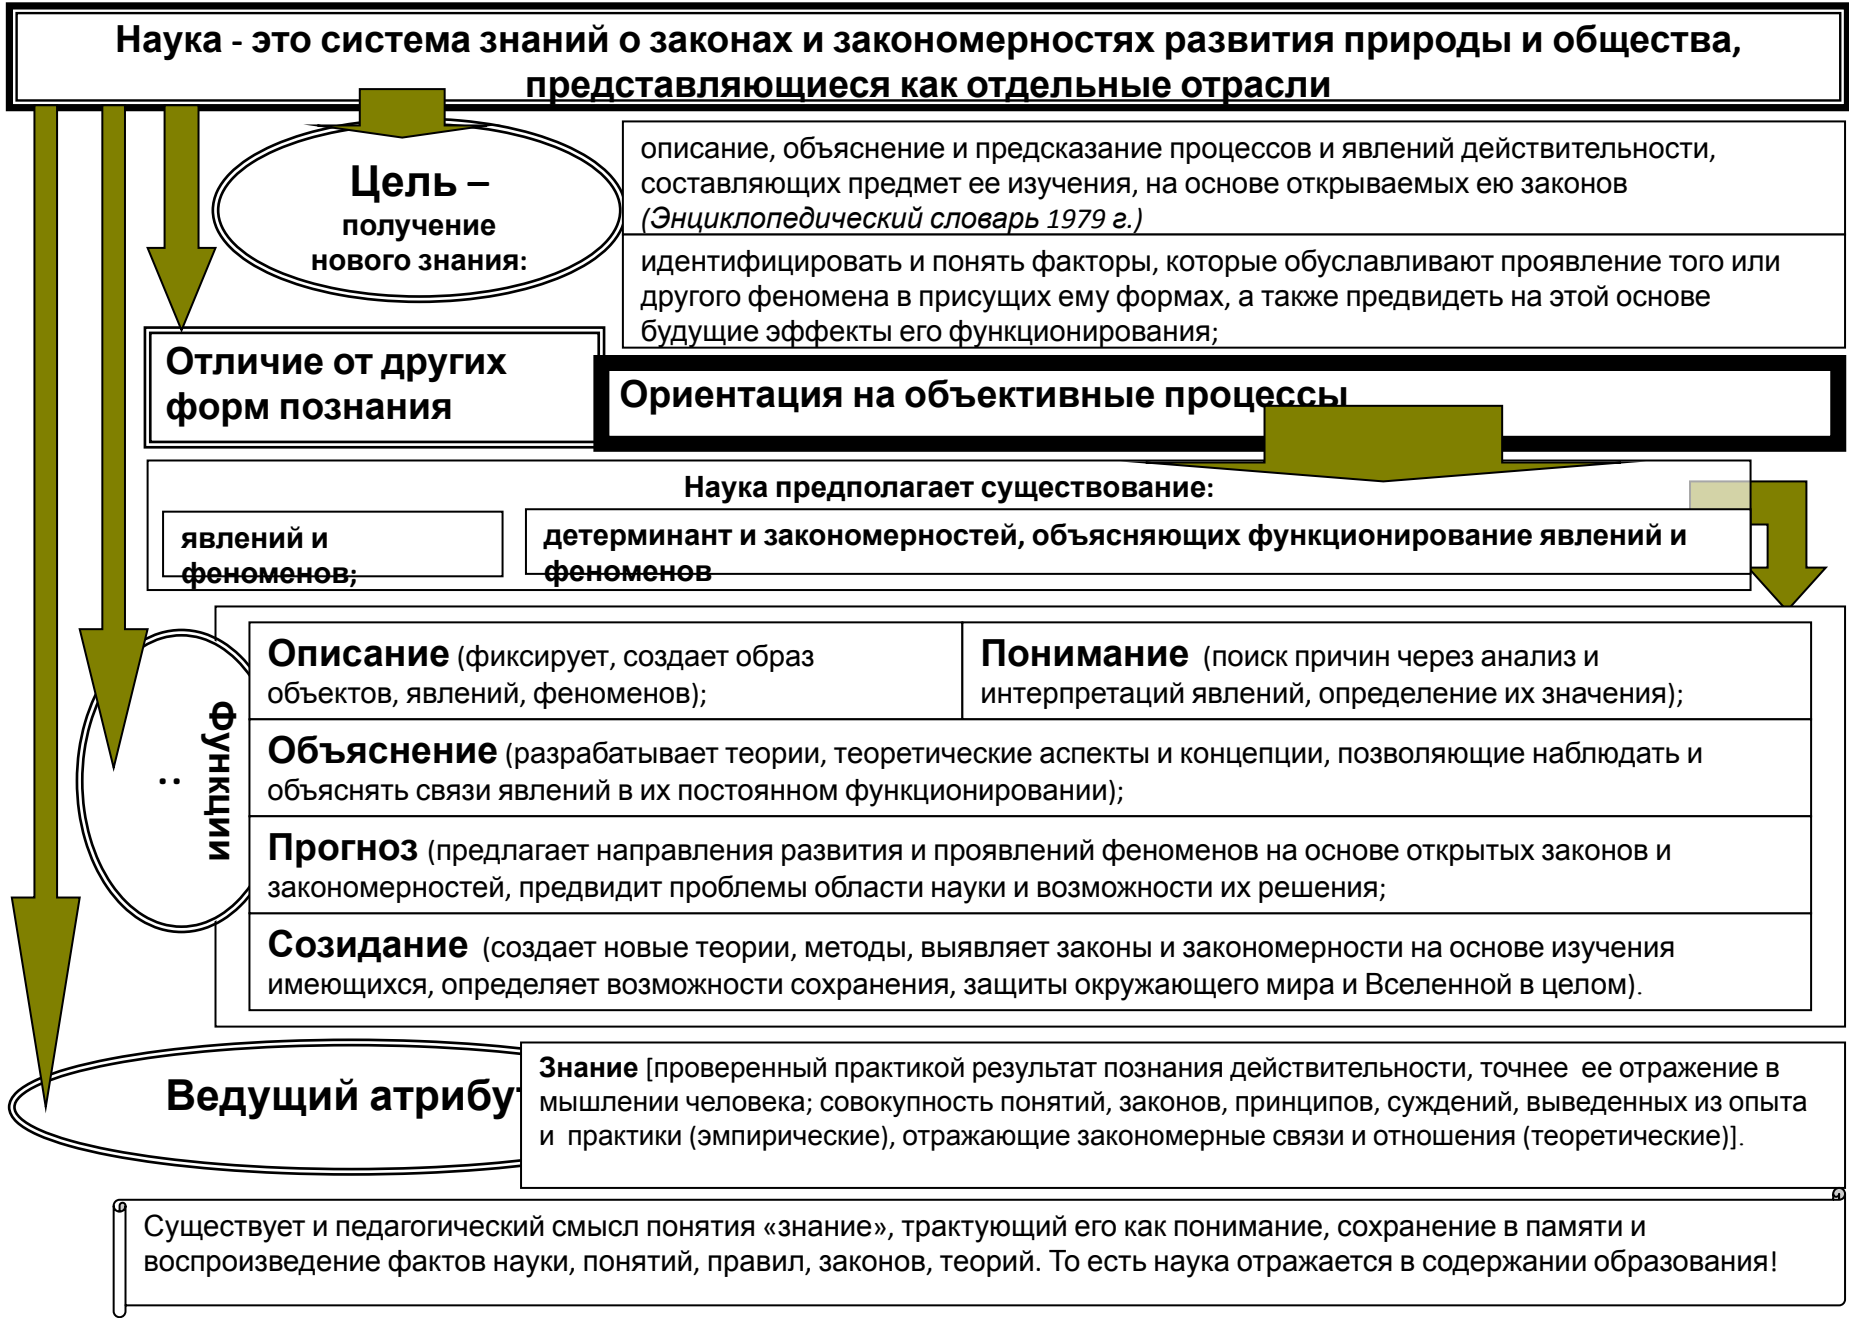 Наука - это система знаний о законах и закономерностях развития природы и общества,
представляющиеся как отдельные отрасли
Цель –
получение
нового знания:
описание, объяснение и предсказание процессов и явлений действительности,
составляющих предмет ее изучения, на основе открываемых ею законов
(Энциклопедический словарь 1979 г.)
идентифицировать и понять факторы, которые обуславливают проявление того или
другого феномена в присущих ему формах, а также предвидеть на этой основе
будущие эффекты его функционирования;
Отличие от других
форм познания
Ориентация на объективные процессы
Наука предполагает существование:
явлений и
феноменов;
детерминант и закономерностей, объясняющих функционирование явлений и
феноменов
Функции
:
Описание (фиксирует, создает образ
объектов, явлений, феноменов);
Понимание (поиск причин через анализ и
интерпретаций явлений, определение их значения);
Объяснение (разрабатывает теории, теоретические аспекты и концепции, позволяющие наблюдать и
объяснять связи явлений в их постоянном функционировании);
Прогноз (предлагает направления развития и проявлений феноменов на основе открытых законов и
закономерностей, предвидит проблемы области науки и возможности их решения;
Созидание (создает новые теории, методы, выявляет законы и закономерности на основе изучения
имеющихся, определяет возможности сохранения, защиты окружающего мира и Вселенной в целом).
Ведущий атрибут
Знание [проверенный практикой результат познания действительности, точнее ее отражение в
мышлении человека; совокупность понятий, законов, принципов, суждений, выведенных из опыта
и практики (эмпирические), отражающие закономерные связи и отношения (теоретические)].
Существует и педагогический смысл понятия «знание», трактующий его как понимание, сохранение в памяти и
воспроизведение фактов науки, понятий, правил, законов, теорий. То есть наука отражается в содержании образования!